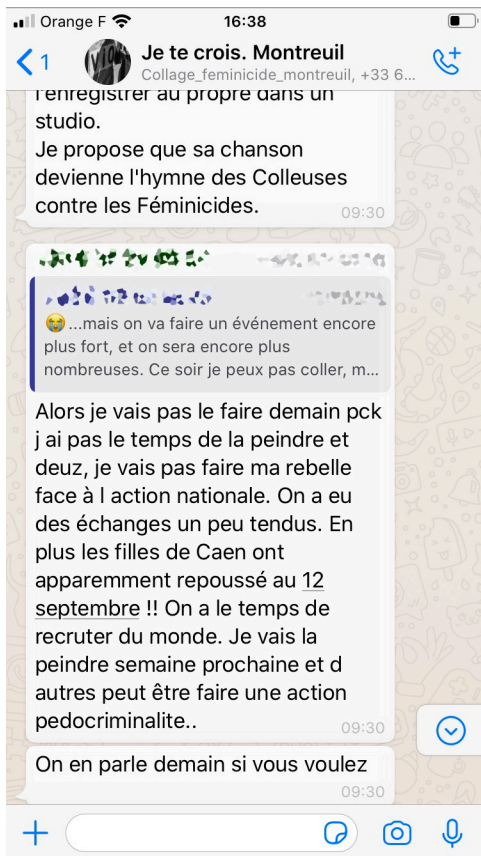 Orange F
16:38
1
Je te crois. Montreuil
Collage_feminicide_montreuil, +33 6...
l'enregistrer au propre dans un
studio.
Je propose que sa chanson
devienne l'hymne des Colleuses
contre les Féminicides.
09:30
😭...mais on va faire un événement encore
plus fort, et on sera encore plus
nombreuses. Ce soir je peux pas coller, m...
Alors je vais pas le faire demain pck
j ai pas le temps de la peindre et
deuz, je vais pas faire ma rebelle
face à l action nationale. On a eu
des échanges un peu tendus. En
plus les filles de Caen ont
apparemment repoussé au 12
septembre !! On a le temps de
recruter du monde. Je vais la
peindre semaine prochaine et d
autres peut être faire une action
pedocriminalite..
09:30
On en parle demain si vous voulez
09:30